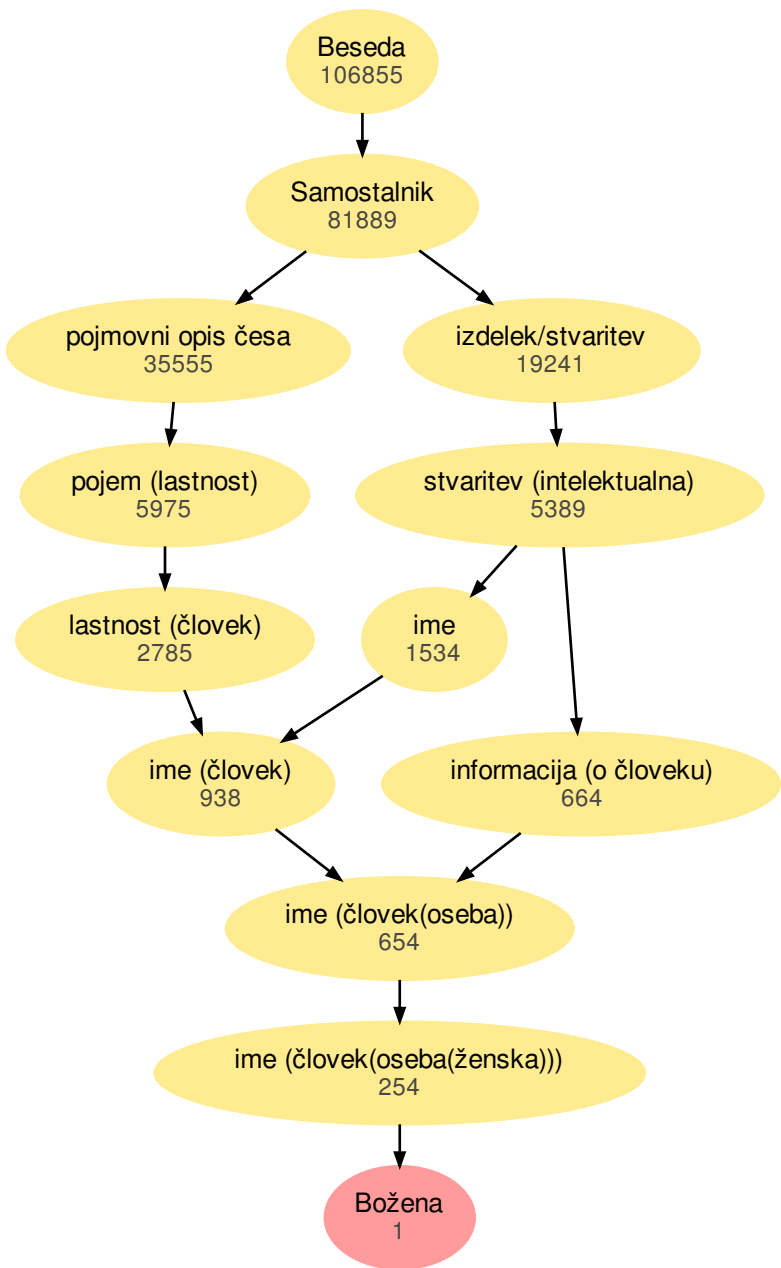 Beseda
106855
Samostalnik
81889
pojmovni opis česa
35555
izdelek/stvaritev
19241
pojem (lastnost)
5975
stvaritev (intelektualna)
5389
lastnost (človek)
2785
ime
1534
ime (človek)
938
informacija (o človeku)
664
ime (človek(oseba))
654
ime (človek(oseba(ženska)))
254
Božena
1